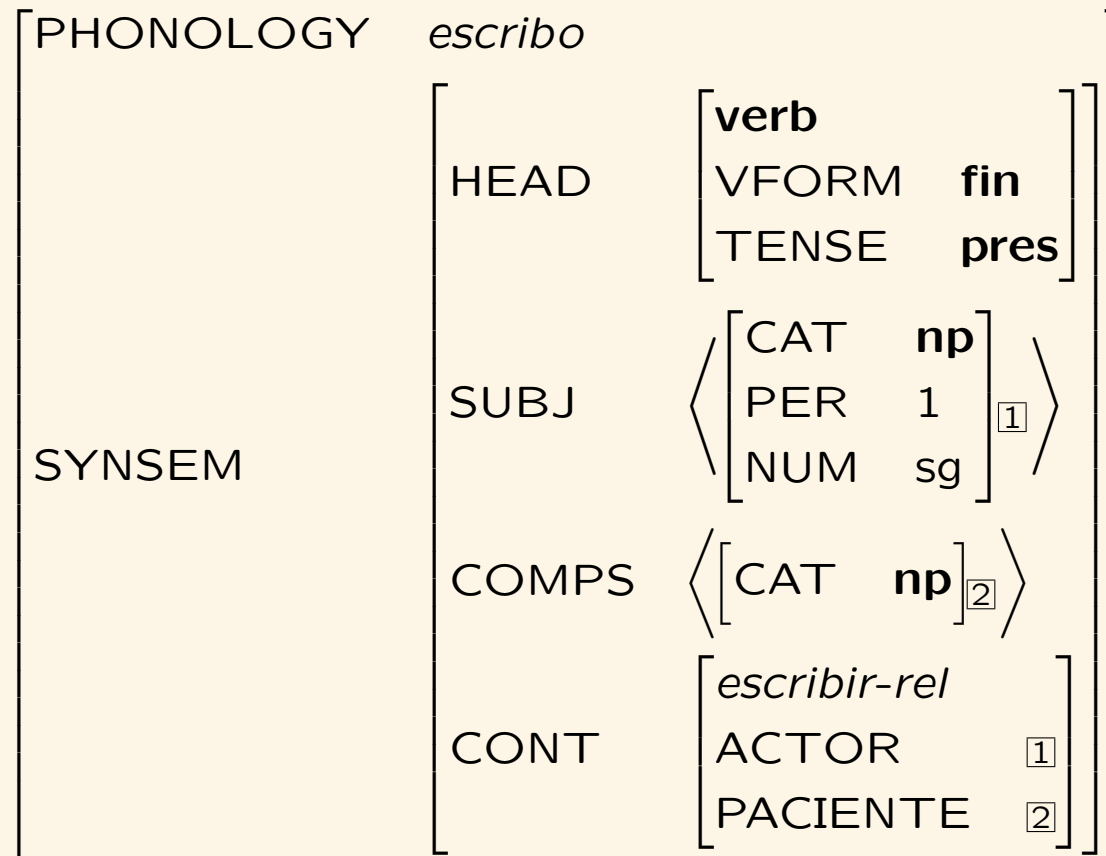 PHONOLOGY escribo
verb
HEAD VFORM fin
TENSE pres
CAT np
SUBJ PER 1 1
SYNSEM
NUM sg
COMPS CAT np 2
escribir-rel
CONT ACTOR 1
PACIENTE 2